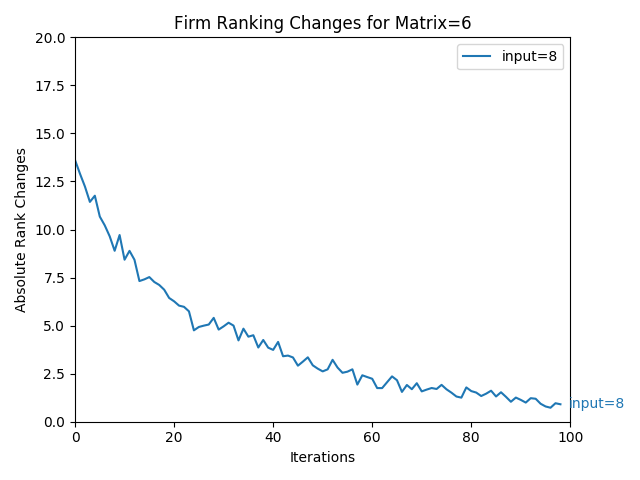 Firm Ranking Changes for Matrix=6
input=8
20.0
17.5
15.0
12.5
10.0
7.5
5.0
2.5
0.0
Absolute Rank Changes
input=8
0 20 40 60 80 100
Iterations